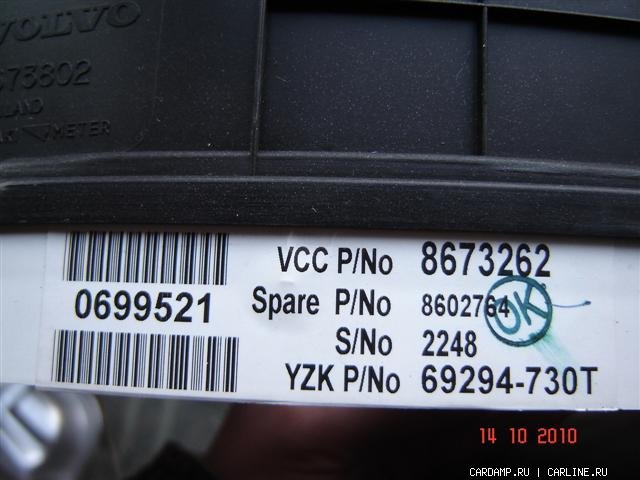 VOLVO
73802
LAND
METER
VCC P/No 8673262
0699521
Spare P/No 8602764
OK
S/No 2248
YZK P/No 69294-730T
14 10 2010
CARDAMP.RU | CARLINE.RU